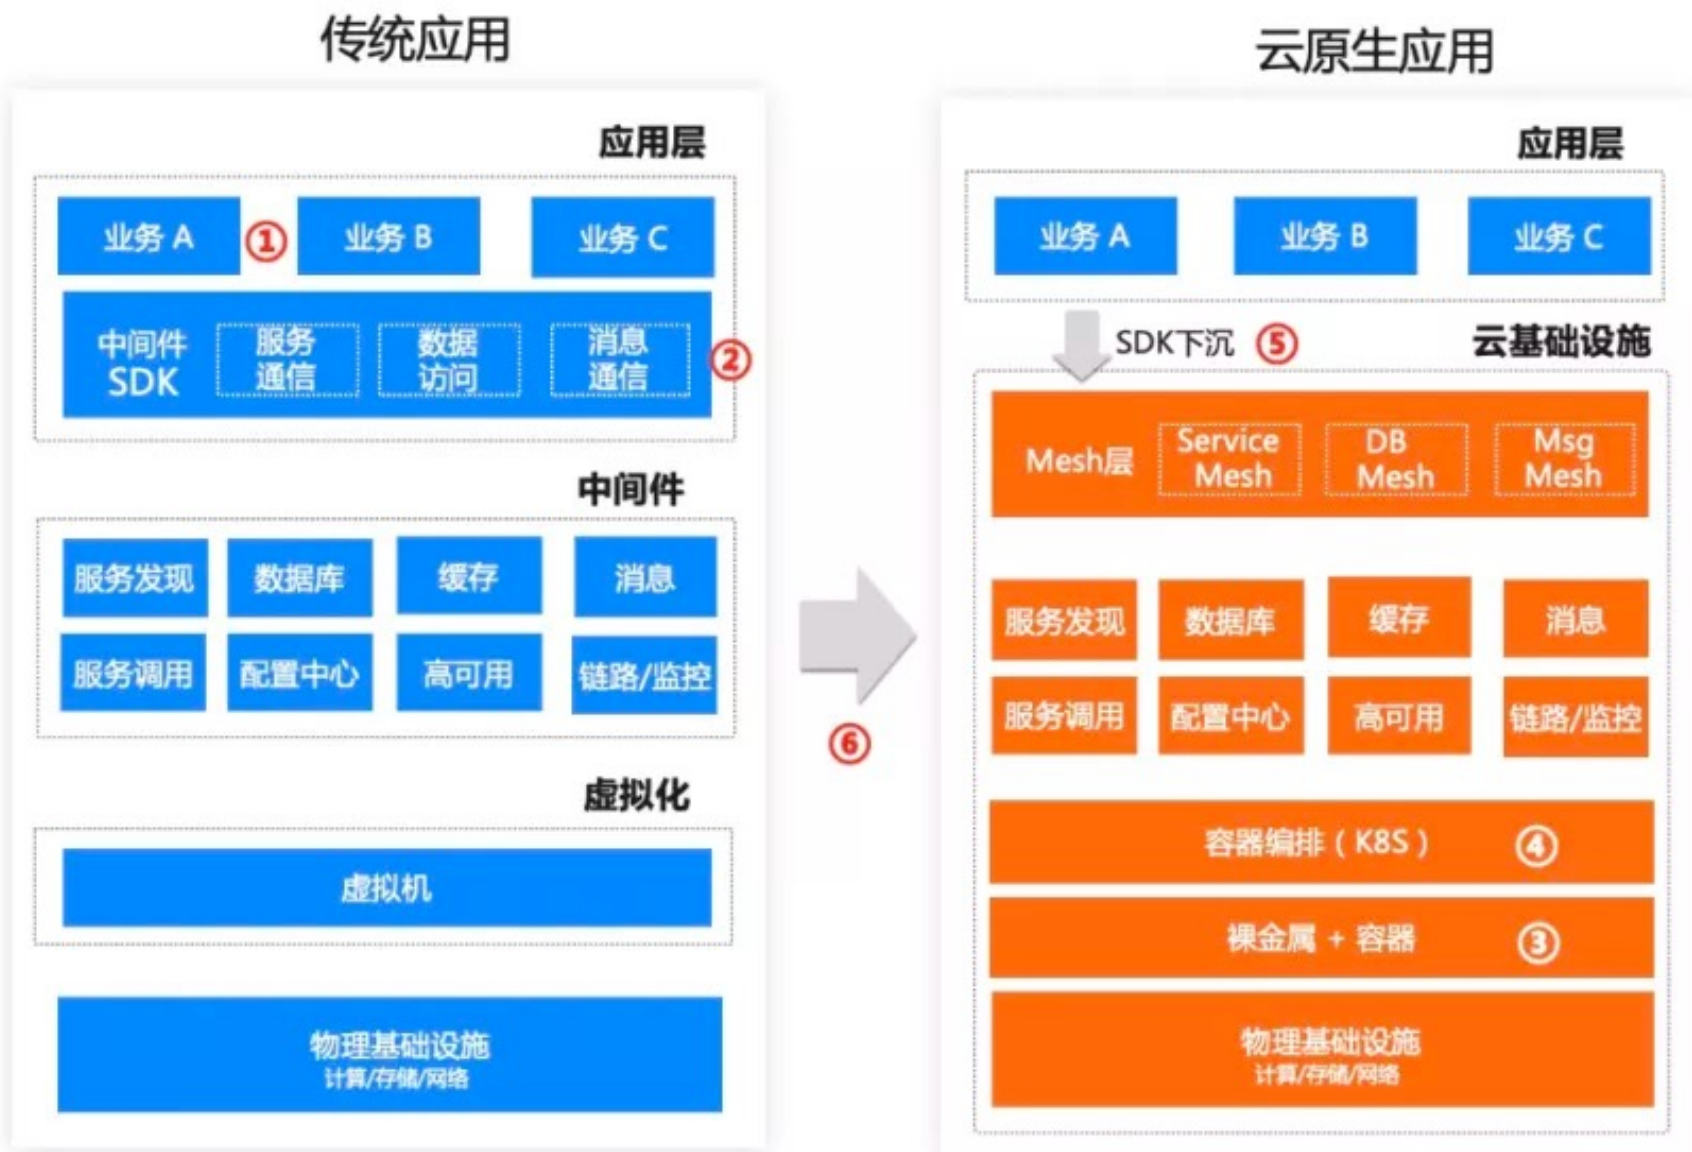 传统应用
应用层
业务 A
①
业务 B
业务 C
中间件
SDK
服务
通信
数据
访问
消息
通信
②
中间件
服务发现
数据库
缓存
消息
服务调用
配置中心
高可用
链路/监控
虚拟化
虚拟机
物理基础设施
计算/存储/网络
⑥
云原生应用
应用层
业务 A
业务 B
业务 C
SDK下沉
⑤
云基础设施
Mesh层
Service
Mesh
DB
Mesh
Msg
Mesh
服务发现
数据库
缓存
消息
服务调用
配置中心
高可用
链路/监控
容器编排（K8S）
④
裸金属 + 容器
③
物理基础设施
计算/存储/网络